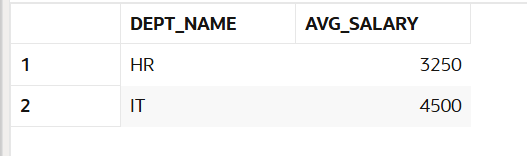 DEPT_NAME AVG_SALARY
1 HR 3250
2 IT 4500